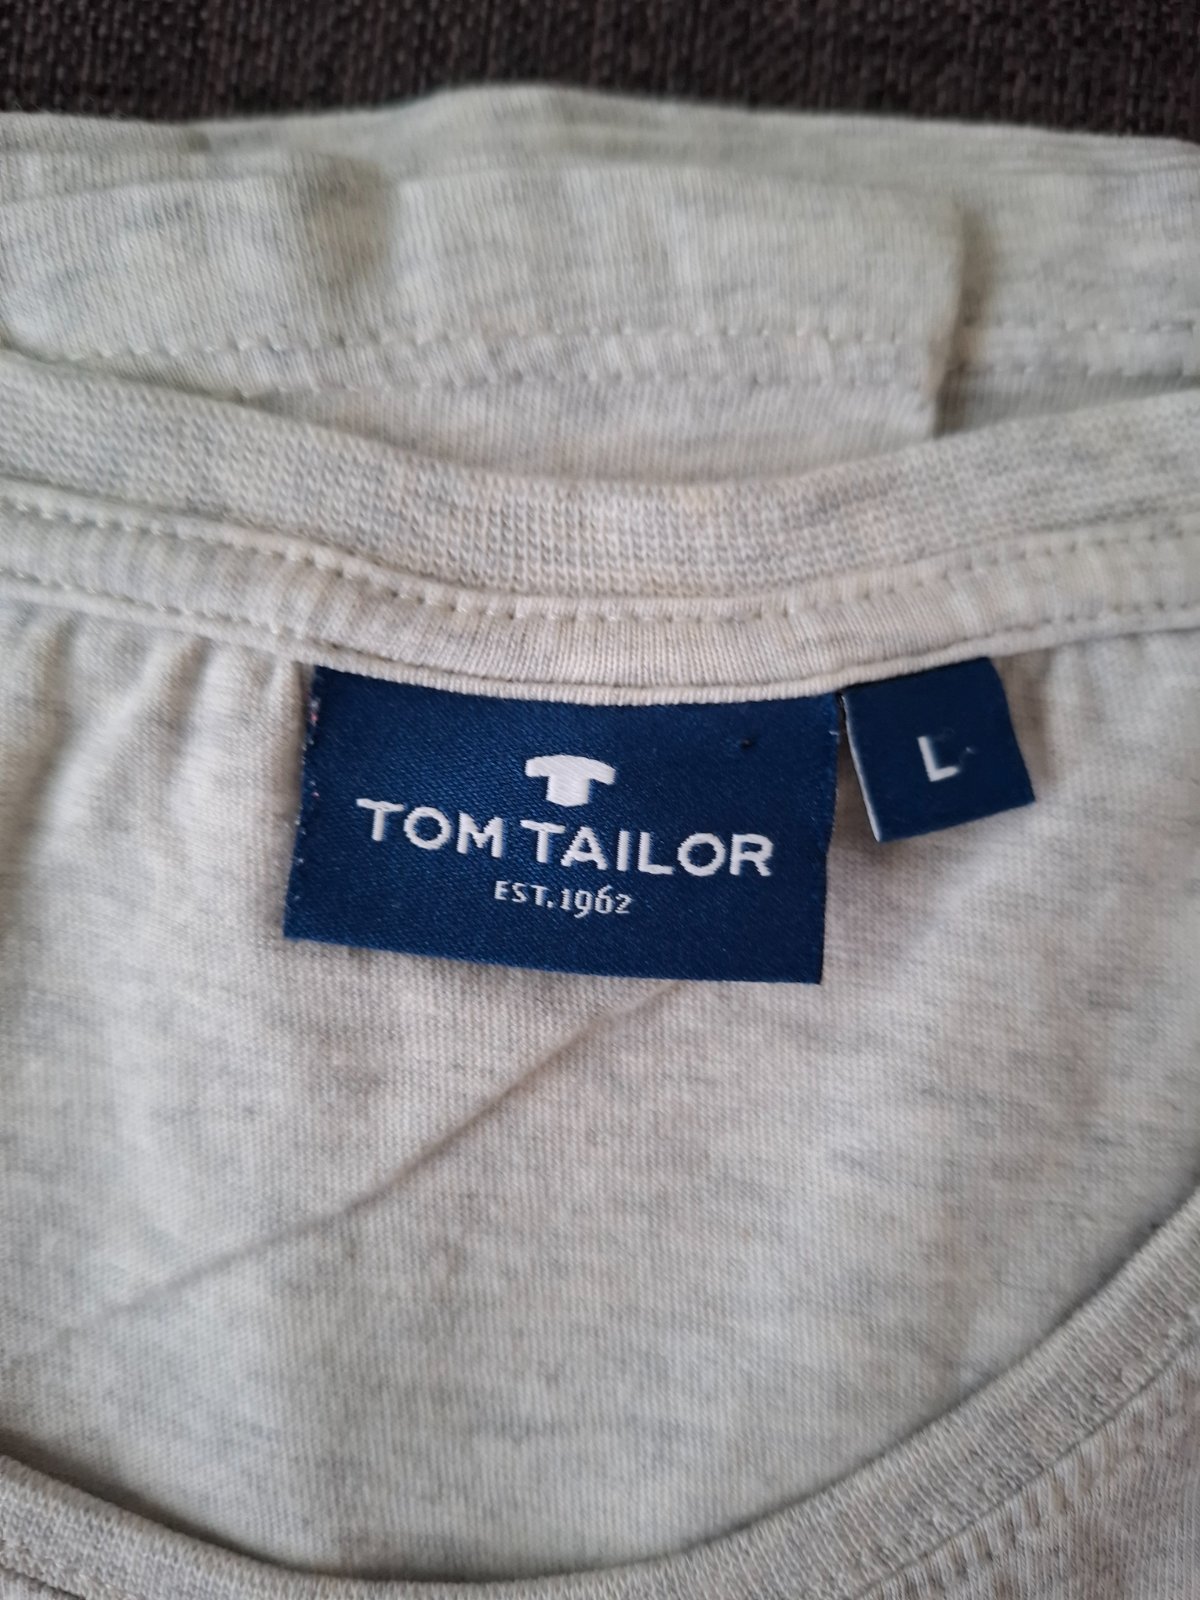 TOM TAILOR
EST. 1962
L